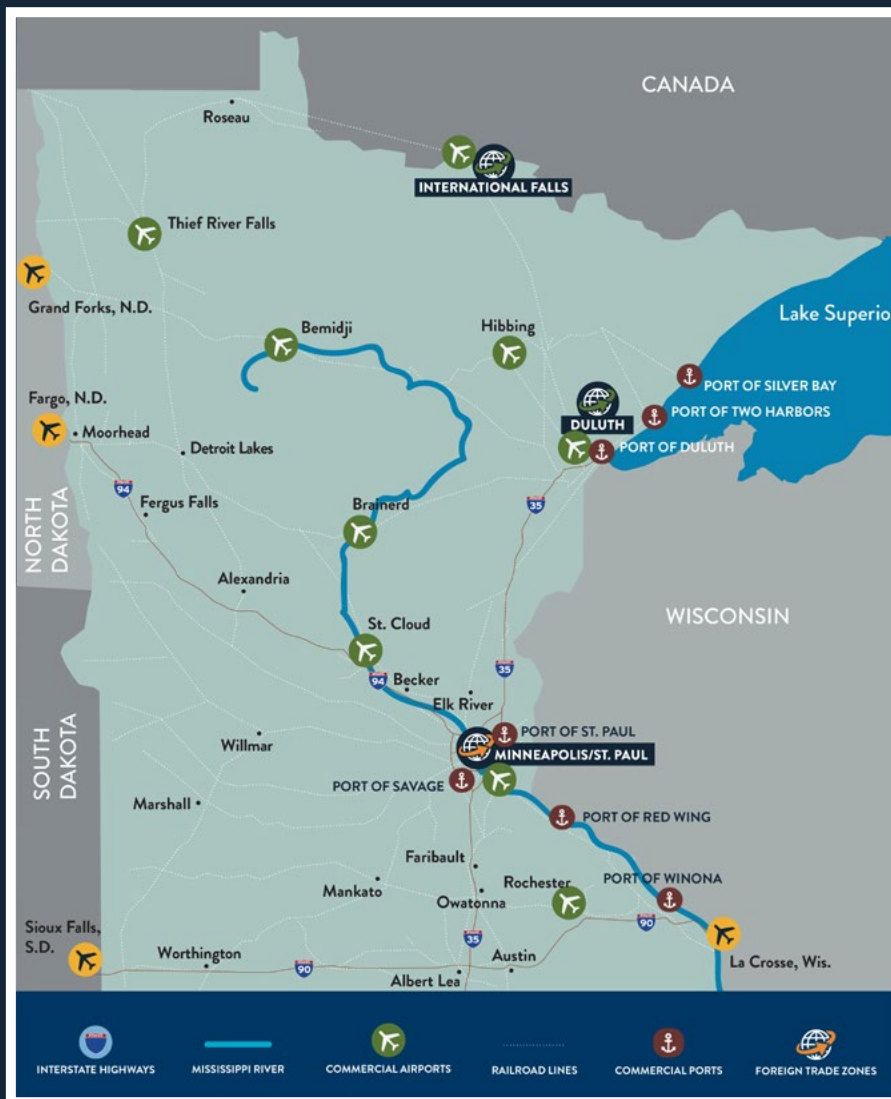 CANADA
Roseau
INTERNATIONAL FALLS
Thief River Falls
Grand Forks, N.D.
Lake Superio
Bemidji
Hibbing
PORT OF SILVER BAY
Fargo, N.D.
DULUTH
PORT OF TWO HARBORS
Moorhead
PORT OF DULUTH
Detroit Lakes
94
Fergus Falls
Brainerd
35
NORTH
DAKOTA
Alexandria
WISCONSIN
St. Cloud
94
Becker
35
Elk River
SOUTH
DAKOTA
Willmar
PORT OF ST. PAUL
MINNEAPOLIS/ST. PAUL
PORT OF SAVAGE
Marshall
PORT OF RED WING
Faribault
Mankato
Rochester
PORT OF WINONA
Owatonna
Sioux Falls,
S.D.
90
35
Worthington
Austin
La Crosse, Wis.
90
Albert Lea
INTERSTATE HIGHWAYS
MISSISSIPPI RIVER
COMMERCIAL AIRPORTS
RAILROAD LINES
COMMERCIAL PORTS
FOREIGN TRADE ZONES